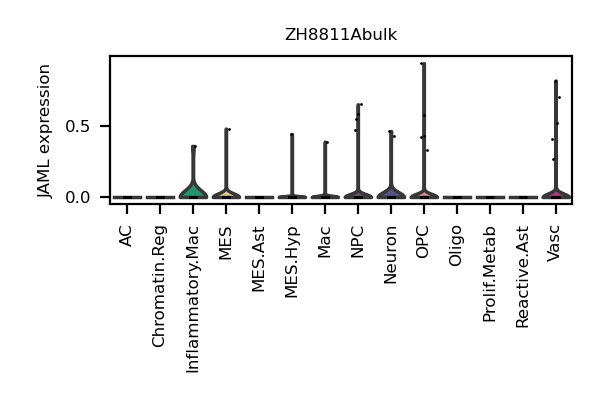 ZH8811Abulk
JAML expression
0.5
0.0
AC
Chromatin.Reg
Inflammatory.Mac
MES
MES.Ast
MES.Hyp
Mac
NPC
Neuron
OPC
Oligo
Prolif.Metab
Reactive.Ast
Vasc